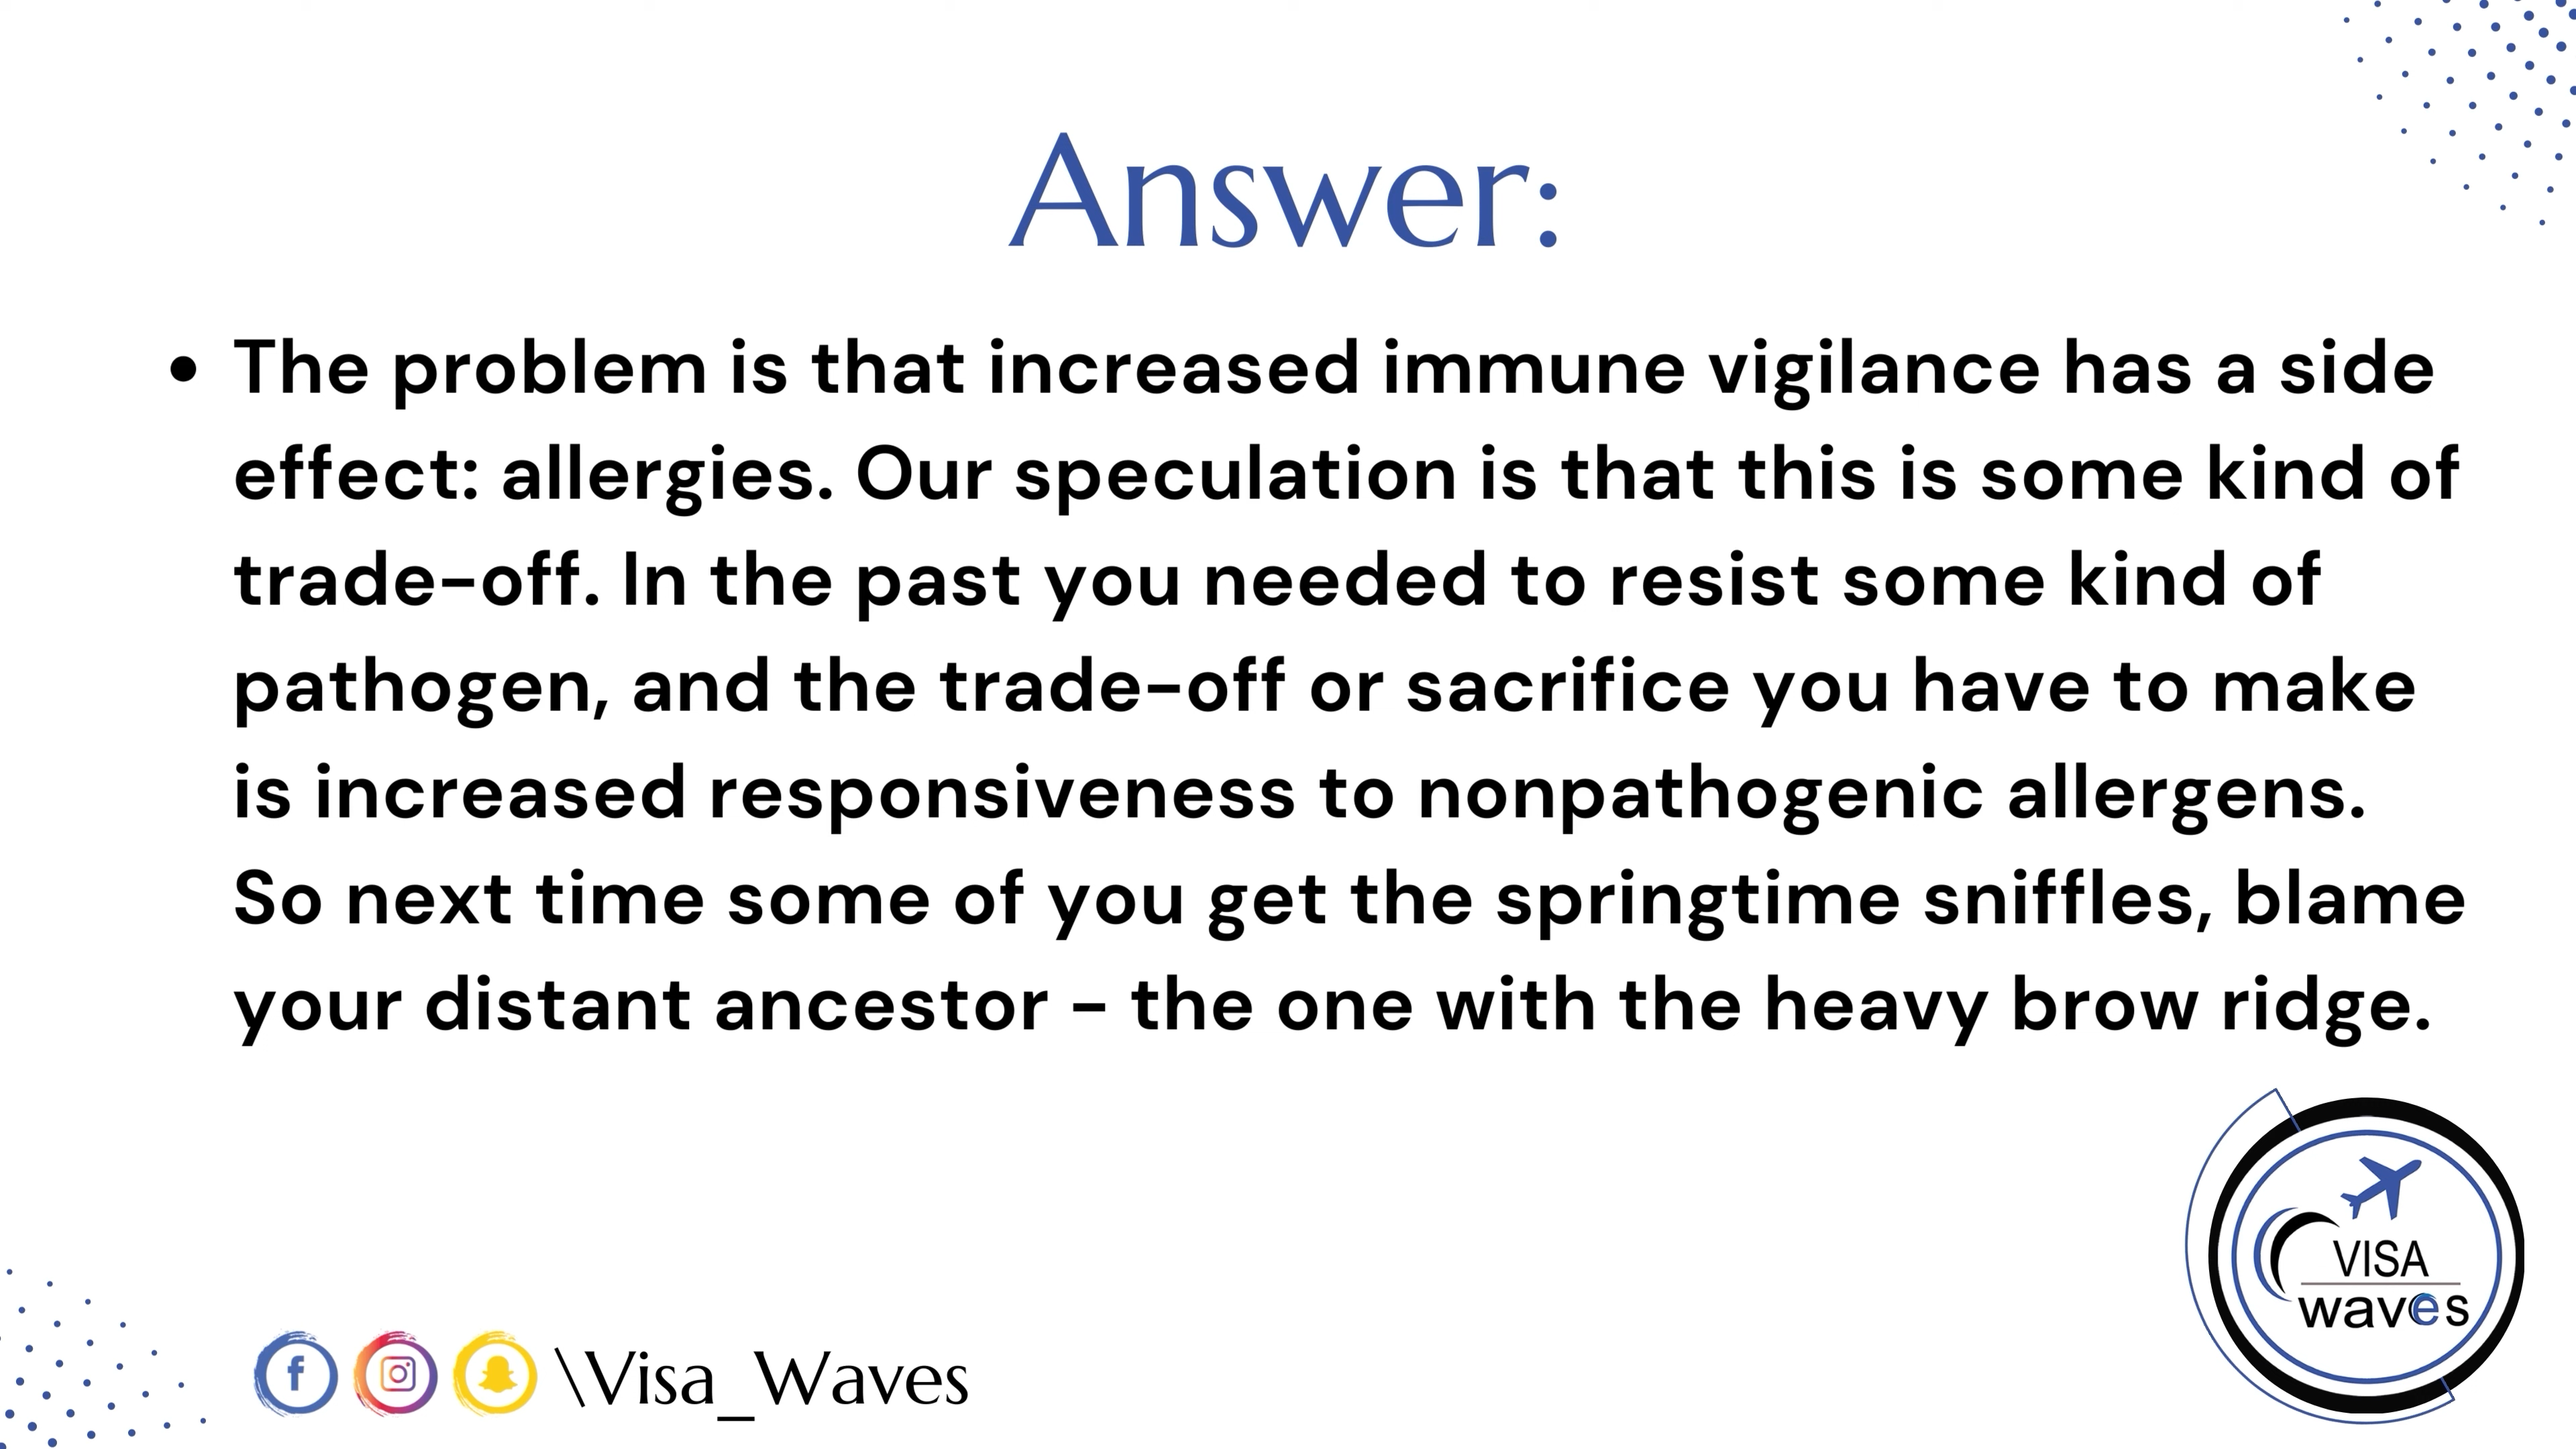 Answer:
• The problem is that increased immune vigilance has a side
effect: allergies. Our speculation is that this is some kind of
trade-off. In the past you needed to resist some kind of
pathogen, and the trade-off or sacrifice you have to make
is increased responsiveness to nonpathogenic allergens.
So next time some of you get the springtime sniffles, blame
your distant ancestor - the one with the heavy brow ridge.
VISA
waves
\Visa_Waves